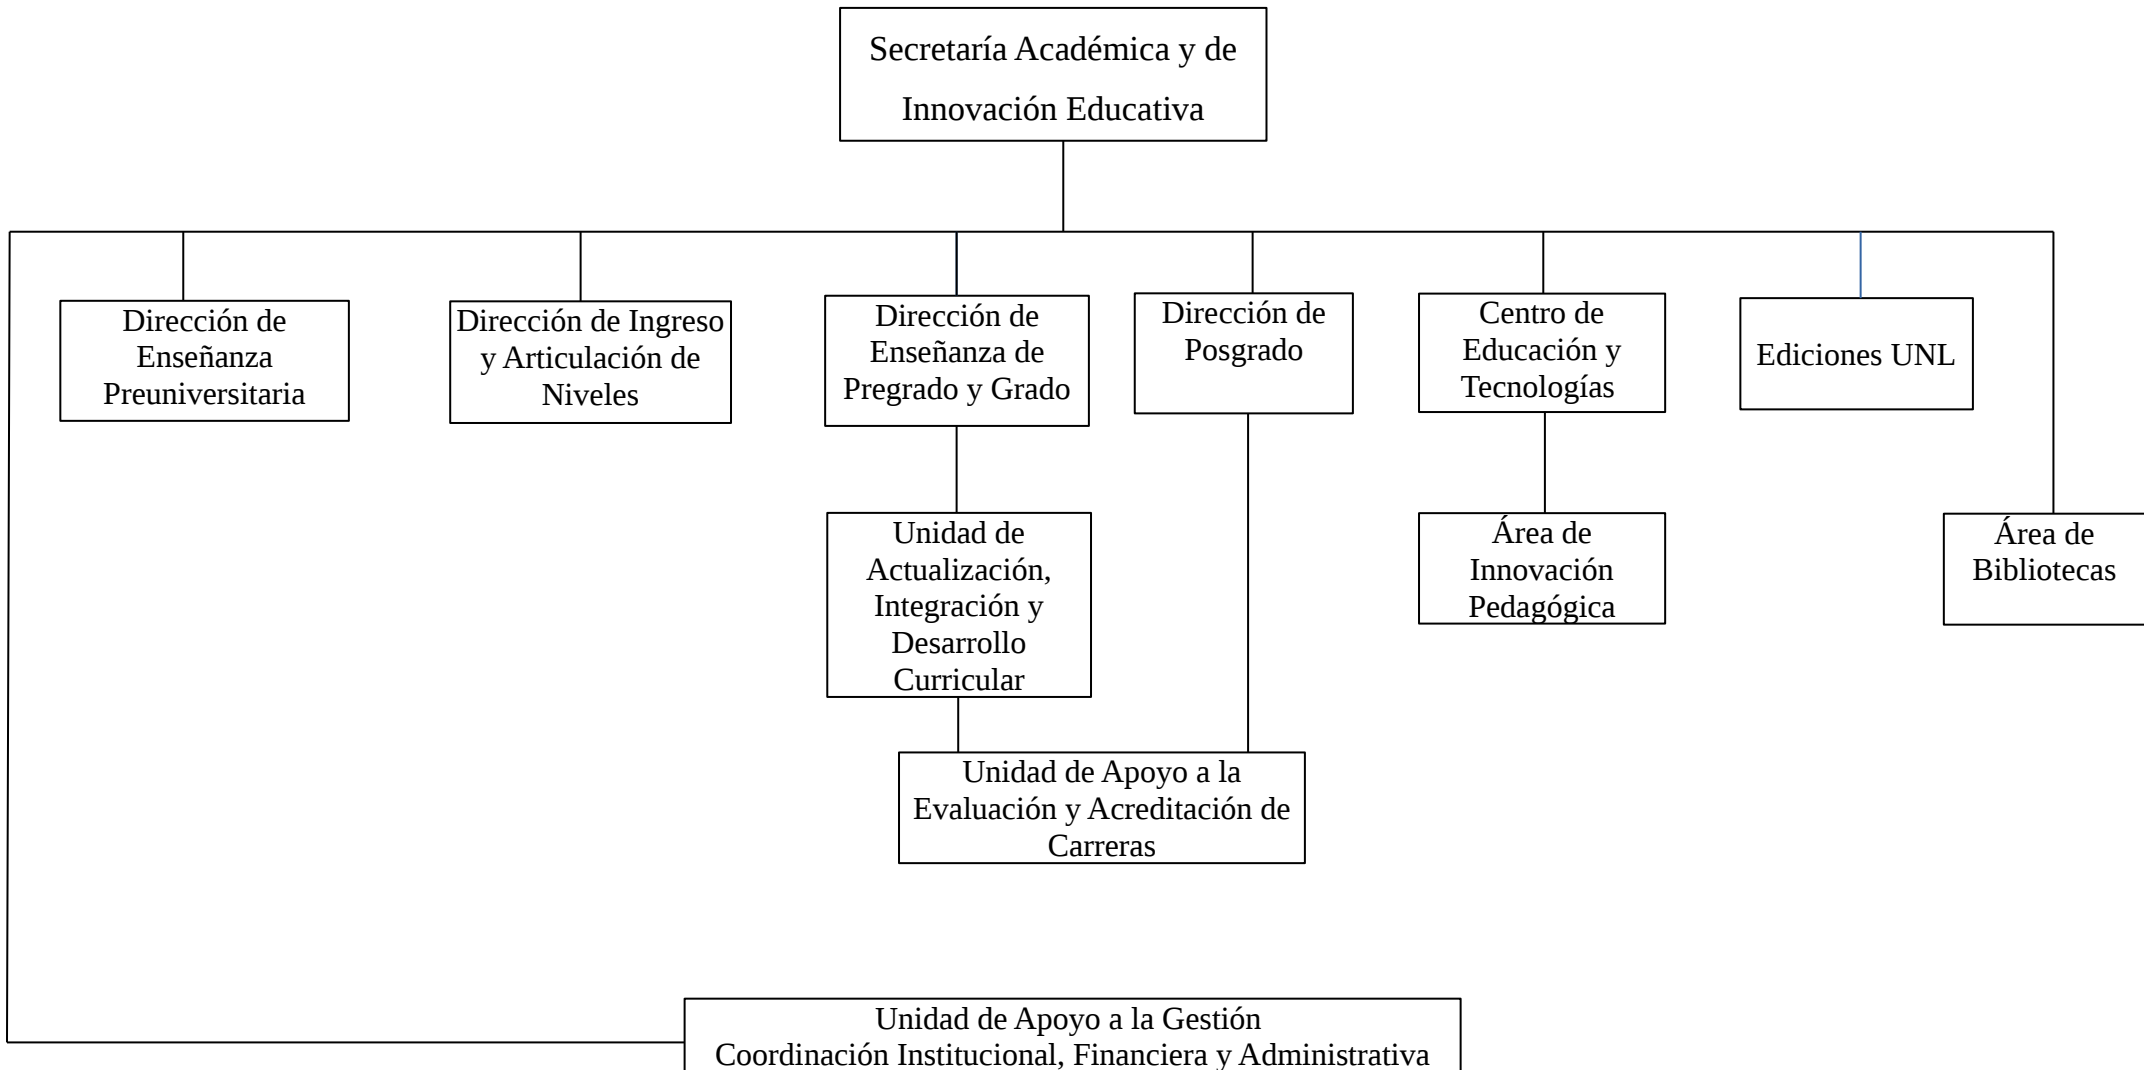 Secretaría Académica y de
Innovación Educativa
Dirección de
Enseñanza
Preuniversitaria
Dirección de Ingreso
y Articulación de
Niveles
Dirección de
Enseñanza de
Pregrado y Grado
Dirección de
Posgrado
Centro de
Educación y
Tecnologías
Ediciones UNL
Unidad de
Actualización,
Integración y
Desarrollo
Curricular
Área de
Innovación
Pedagógica
Área de
Bibliotecas
Unidad de Apoyo a la
Evaluación y Acreditación de
Carreras
Unidad de Apoyo a la Gestión
Coordinación Institucional, Financiera y Administrativa